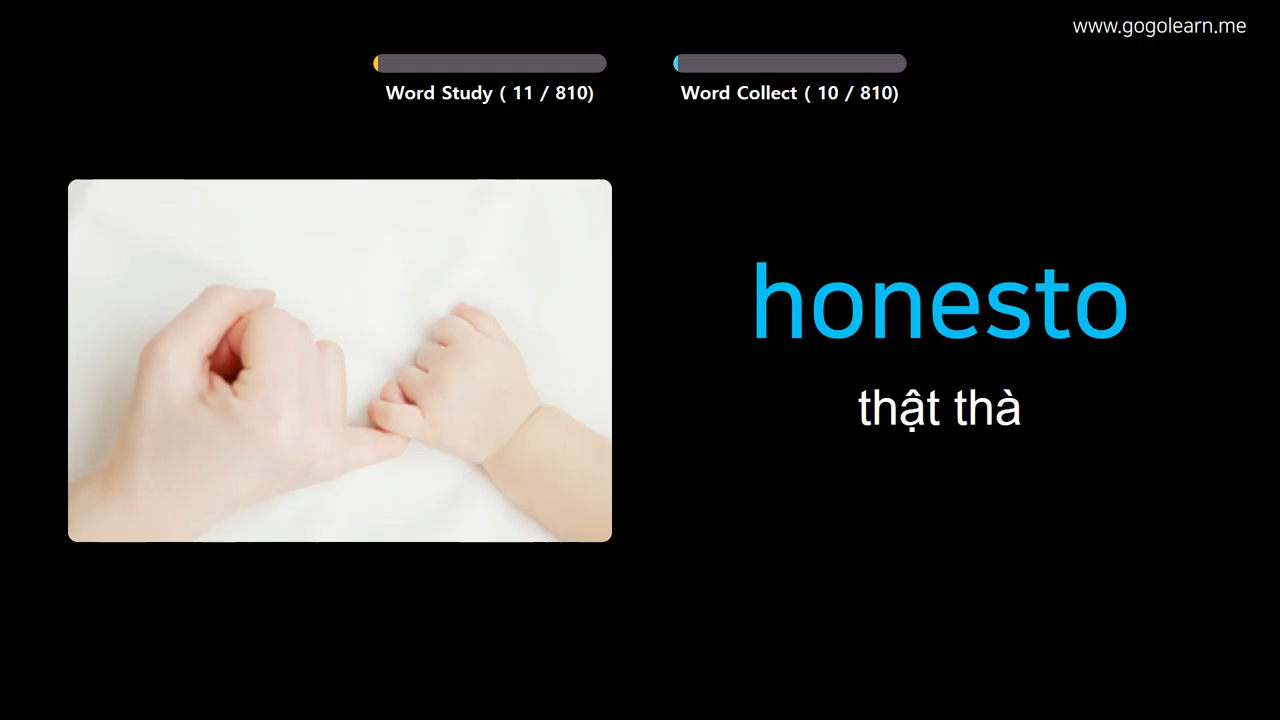 www.gogolearn.me
Word Study ( 11 / 810)
Word Collect ( 10 / 810)
honesto
thật thà